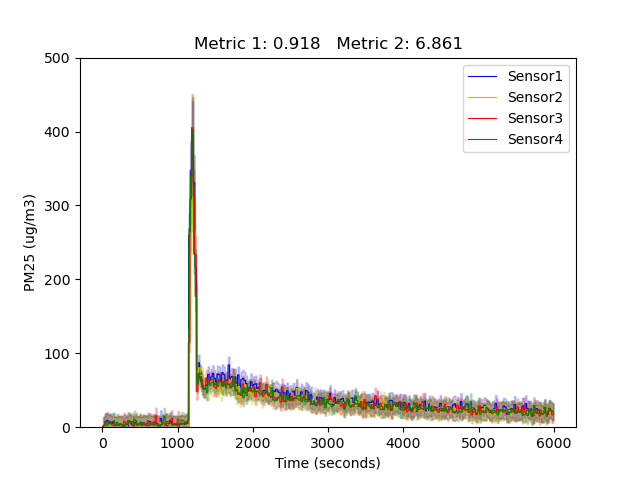 Metric 1: 0.918   Metric 2: 6.861
500
400
300
200
100
0
PM25 (ug/m3)
Sensor1
Sensor2
Sensor3
Sensor4
0 1000 2000 3000 4000 5000 6000
Time (seconds)